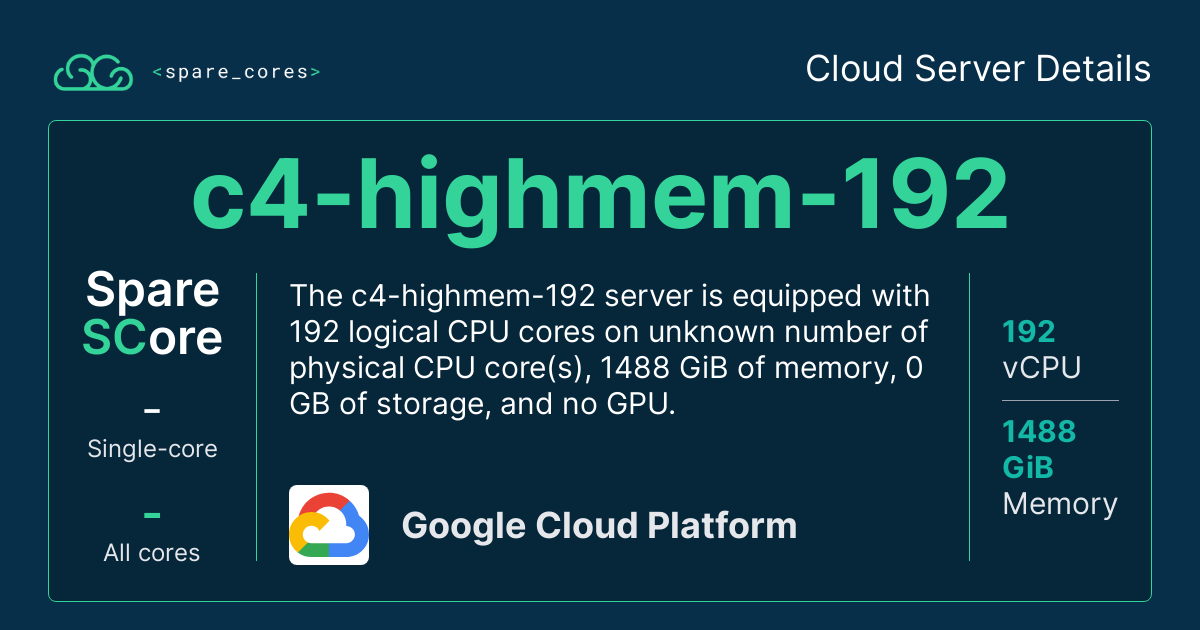 <spare_cores>
Cloud Server Details
c4-highmem-192
Spare
SCore
-
Single-core
-
All cores
The c4-highmem-192 server is equipped with
192 logical CPU cores on unknown number of
physical CPU core(s), 1488 GiB of memory, 0
GB of storage, and no GPU.
Google Cloud Platform
192
vCPU
1488
GiB
Memory